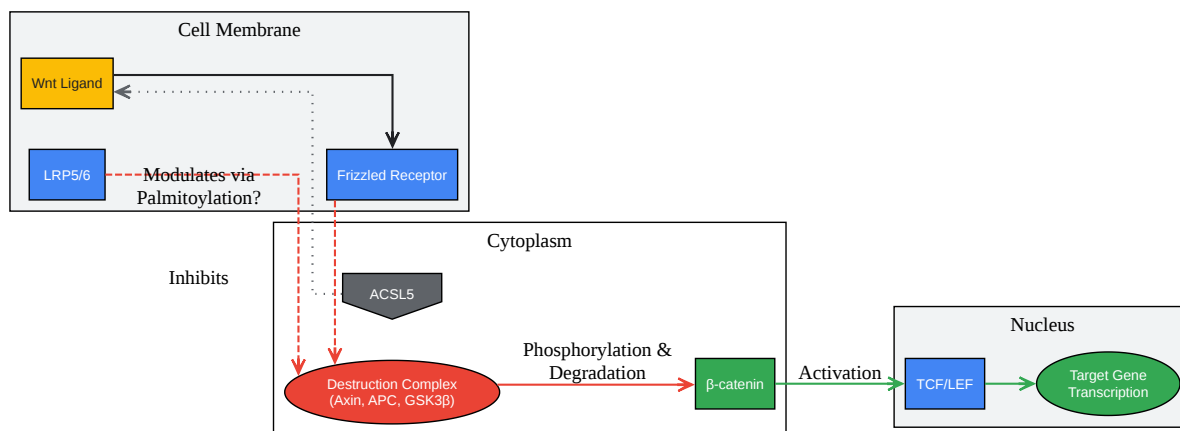 Cell Membrane
Wnt Ligand
LRP5/6
Modulates via
Palmitoylation?
Frizzled Receptor
Inhibits
Cytoplasm
ACSL5
Destruction Complex
(Axin, APC, GSK3β)
Phosphorylation &
Degradation
β-catenin
Activation
Nucleus
TCF/LEF
Target Gene
Transcription